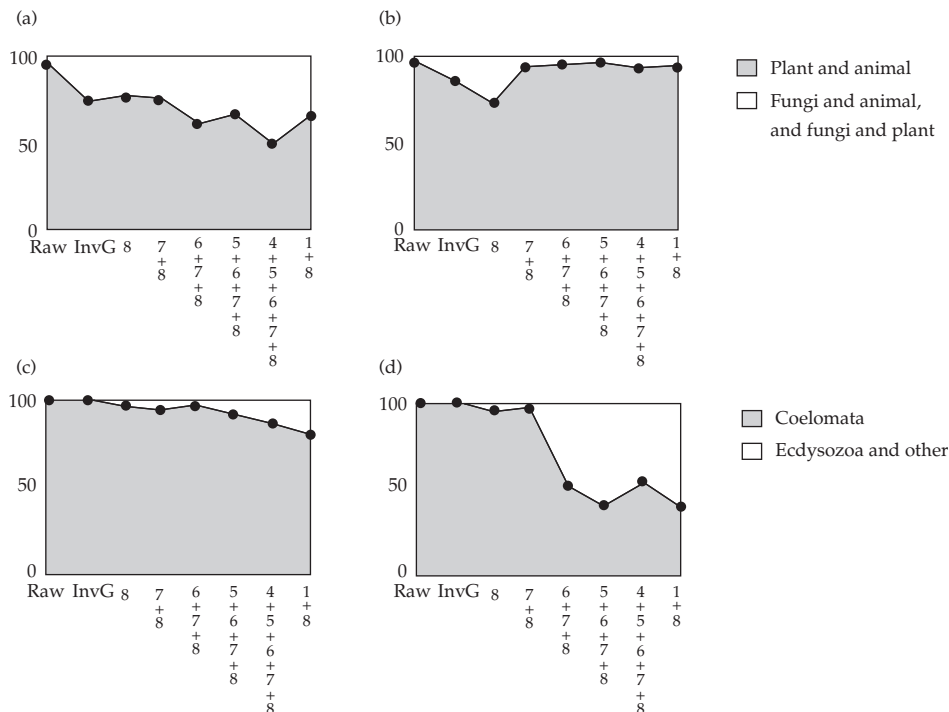 (a)
100
50
0
Raw InvG 8 7+8 6+7+8 5+6+7+8 4+5+6+7+8 1+8
(b)
100
50
0
Raw InvG 8 7+8 6+7+8 5+6+7+8 4+5+6+7+8 1+8
Plant and animal
Fungi and animal,
and fungi and plant
(c)
100
50
0
Raw InvG 8 7+8 6+7+8 5+6+7+8 4+5+6+7+8 1+8
(d)
100
50
0
Raw InvG 8 7+8 6+7+8 5+6+7+8 4+5+6+7+8 1+8
Coelomata
Ecdysozoa and other